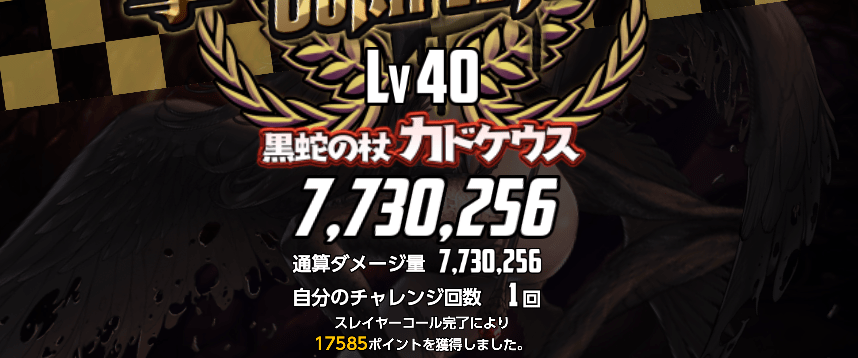 Lv 40
黒蛇の杖 カドケウス
7,730,256
通算ダメージ量 7,730,256
自分のチャレンジ回数 1回
スレイヤーコール完了により
17585ポイントを獲得しました。